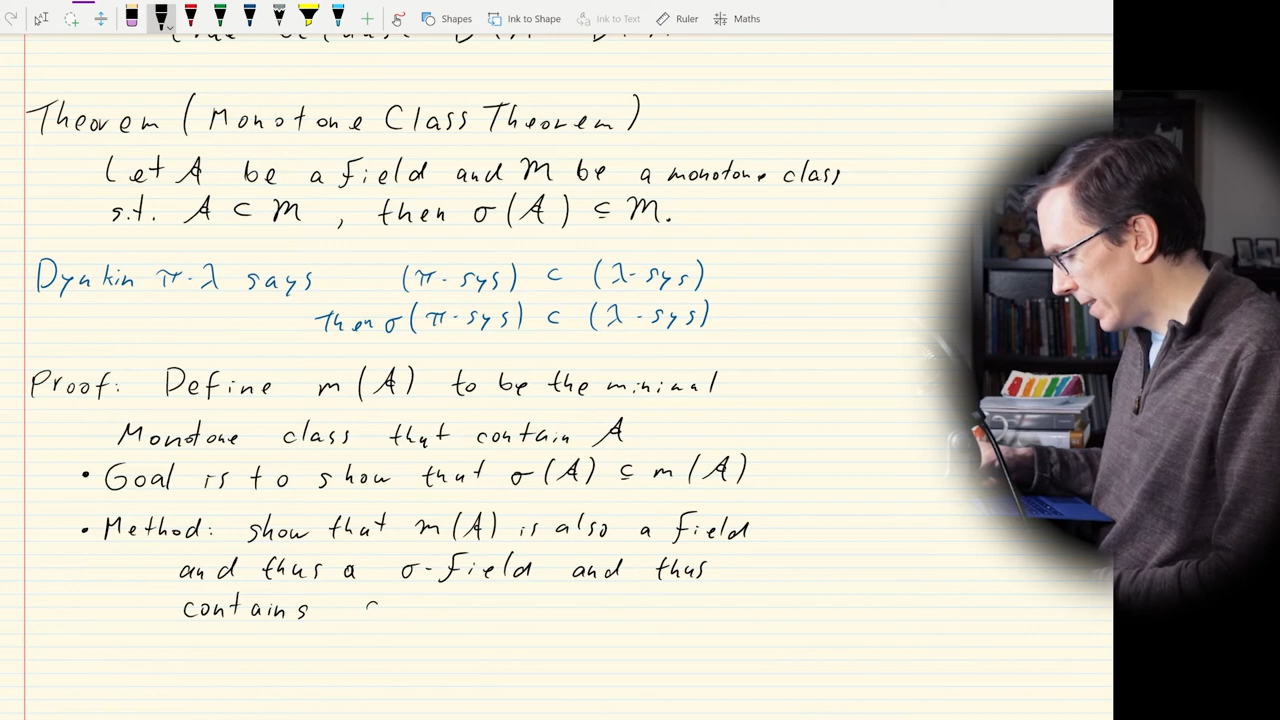 Shapes
Ink to Shape
Ink to Text
Ruler
Maths
Theorem (Monotone Class Theorem)
Let A be a field and M be a monotone class
s.t. A ⊂ M, then σ(A) ⊆ M.
Dynkin π-λ says (π-sys) ⊂ (λ-sys)
then σ(π-sys) ⊂ (λ-sys)
Proof: Define m(A) to be the minimal
Monotone class that contain A
• Goal is to show that σ(A) ⊆ m(A)
• Method: show that m(A) is also a field
and thus a σ-field and thus
contains